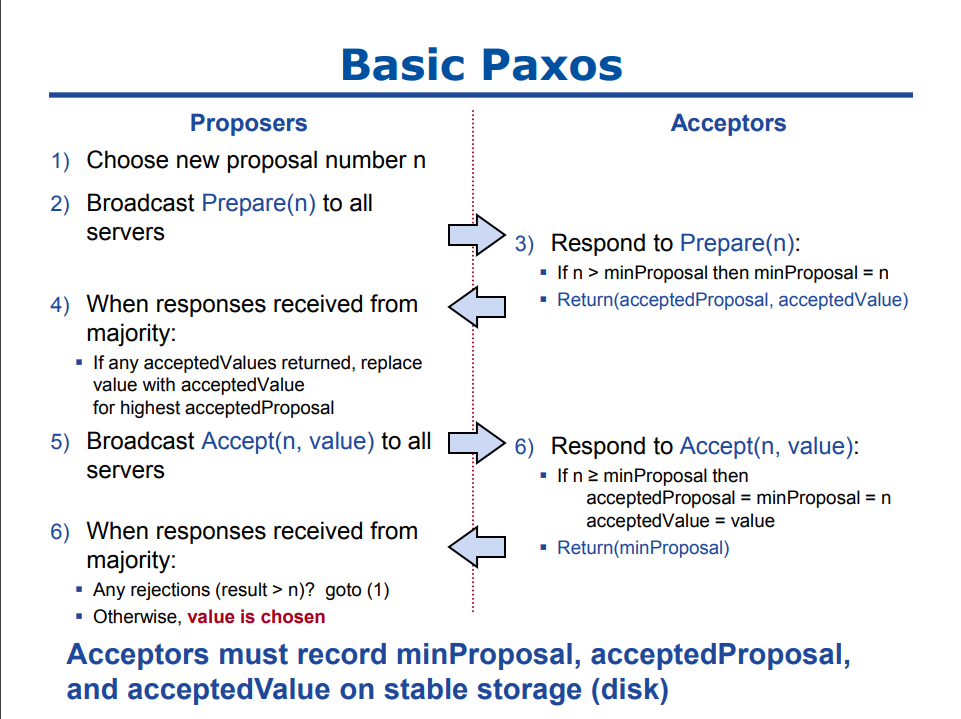 Basic Paxos
Proposers
1) Choose new proposal number n
2) Broadcast Prepare(n) to all
servers
Acceptors
3) Respond to Prepare(n):
▪ If n > minProposal then minProposal = n
▪ Return(acceptedProposal, acceptedValue)
4) When responses received from
majority:
▪ If any acceptedValues returned, replace
value with acceptedValue
for highest acceptedProposal
5) Broadcast Accept(n, value) to all
servers
6) Respond to Accept(n, value):
▪ If n ≥ minProposal then
acceptedProposal = minProposal = n
acceptedValue = value
▪ Return(minProposal)
6) When responses received from
majority:
▪ Any rejections (result > n)? goto (1)
▪ Otherwise, value is chosen
Acceptors must record minProposal, acceptedProposal,
and acceptedValue on stable storage (disk)